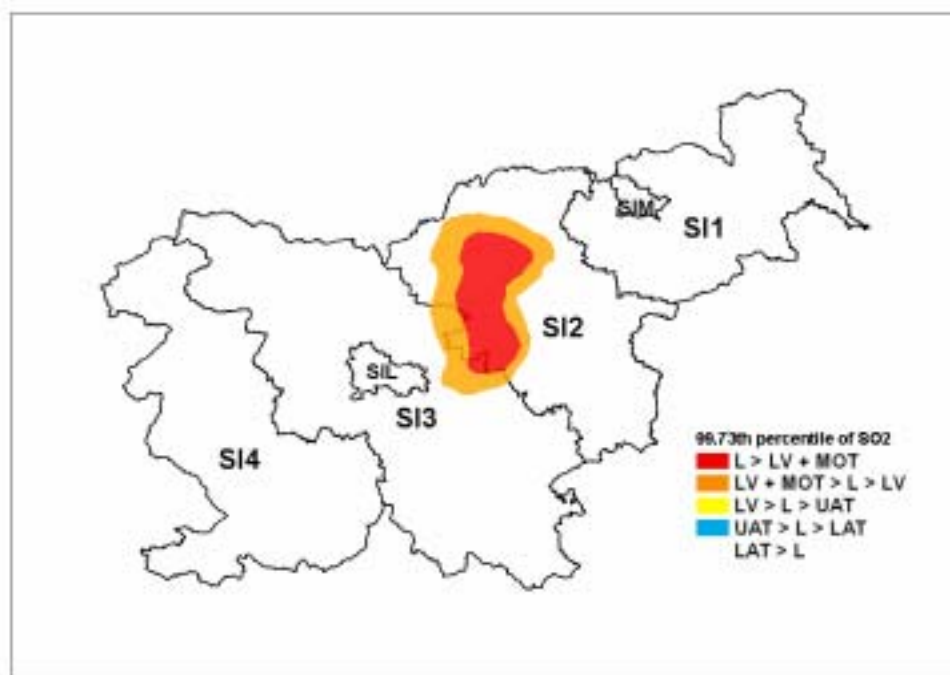 SIM
SI1
SI2
SIL
SI3
SI4
99.73th percentile of SO2
L > LV + MOT
LV + MOT > L > LV
LV > L > UAT
UAT > L > LAT
LAT > L